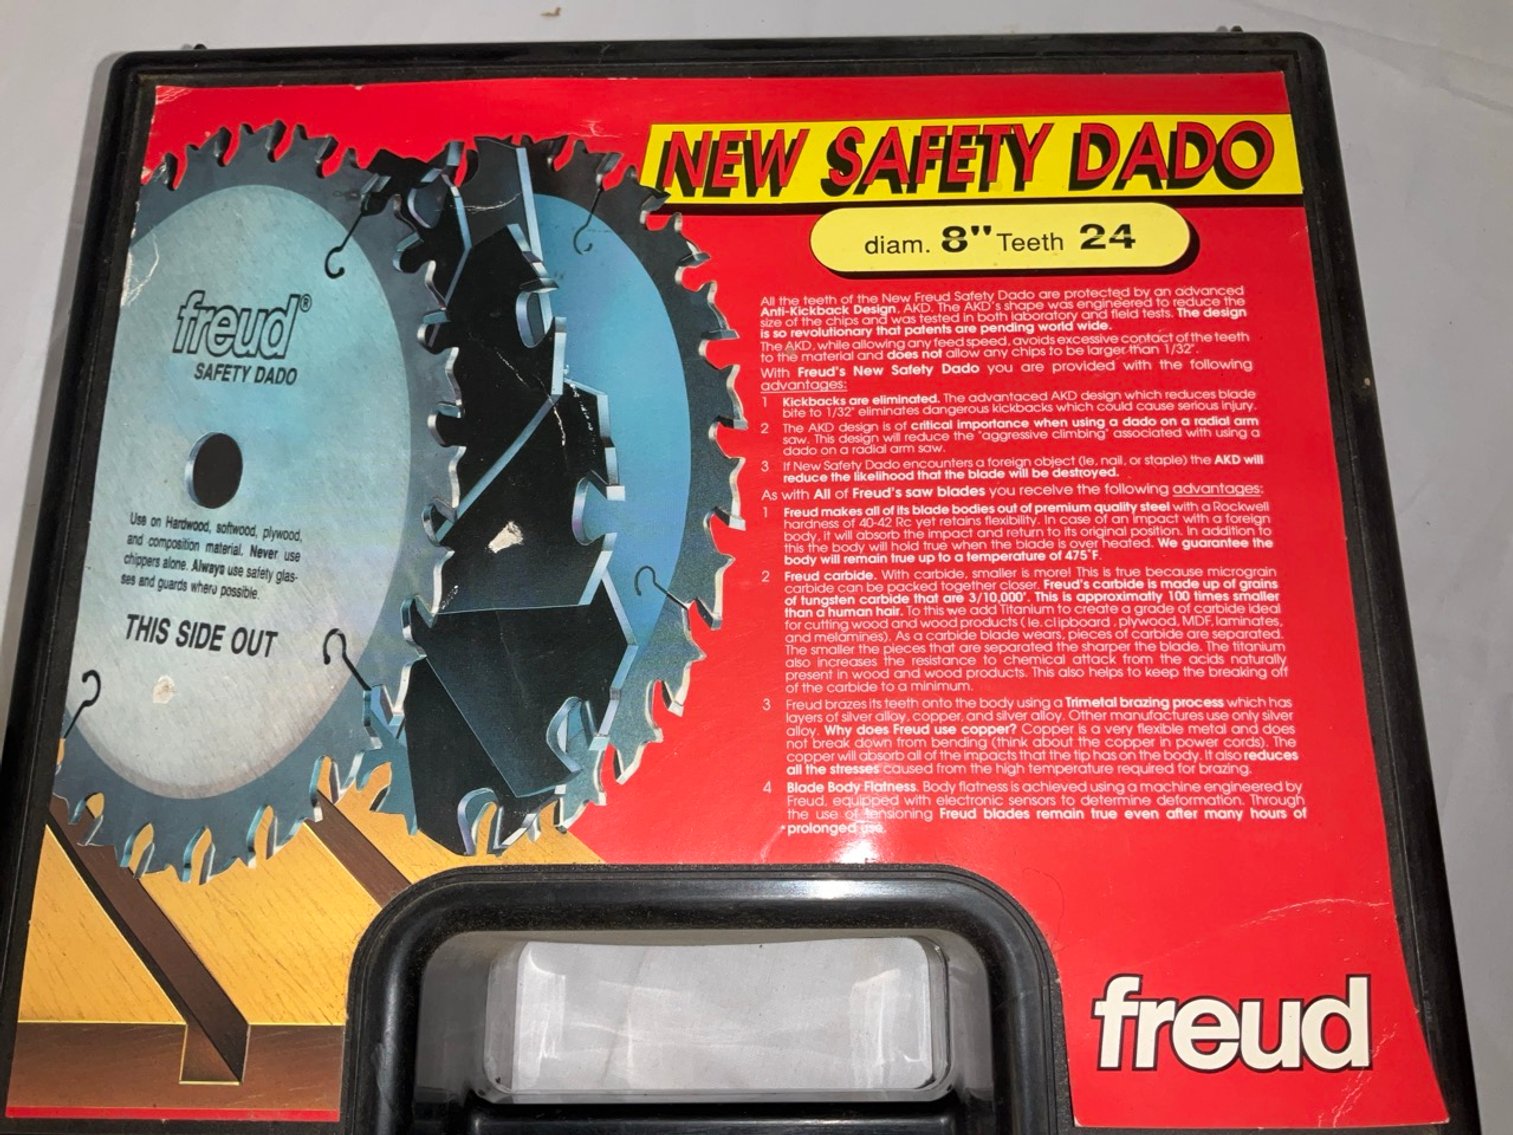 NEW SAFETY DADO
diam. 8" Teeth 24
freud®
SAFETY DADO
Use on Hardwood, softwood, plywood,
and composition material. Never use
chippers alone. Always use safety glas-
ses and guards where possible.
THIS SIDE OUT
All the teeth of the New Freud Safety Dado are protected by an advanced
Anti-Kickback Design, AKD. The AKD's shape was engineered to reduce the
size of the chips and was tested in both laboratory and field tests. The design
is so revolutionary that patents are pending world wide.
The AKD, while allowing any feed speed, avoids excessive contact of the teeth
to the material and does not allow any chips to be larger than 1/32".
With Freud's New Safety Dado you are provided with the following
advantages:
1 Kickbacks are eliminated. The advantaced AKD design which reduces blade
bite to 1/32" eliminates dangerous kickbacks which could cause serious injury.
2 The AKD design is of critical importance when using a dado on a radial arm
saw. This design will reduce the "aggressive climbing" associated with using a
dado on a radial arm saw.
3 If New Safety Dado encounters a foreign object (ie, nail, or staple) the AKD will
reduce the likelihood that the blade will be destroyed.
As with All of Freud's saw blades you receive the following advantages:
1 Freud makes all of its blade bodies out of premium quality steel with a Rockwell
hardness of 40-42 Rc yet retains flexibility. In case of an impact with a foreign
body, it will absorb the impact and return to its original position. In addition to
this the body will hold true when the blade is over heated. We guarantee the
body will remain true up to a temperature of 475°F.
2 Freud carbide. With carbide, smaller is more! This is true because micrograin
carbide can be packed together closer. Freud's carbide is made up of grains
of tungsten carbide that are 3/10,000". This is approximatly 100 times smaller
than a human hair. To this we add Titanium to create a grade of carbide ideal
for cutting wood and wood products (ie. clipboard , plywood, MDF, laminates,
and melamines). As a carbide blade wears, pieces of carbide are separated.
The smaller the pieces that are separated the sharper the blade. The titanium
also increases the resistance to chemical attack from the acids naturally
present in wood and wood products. This also helps to keep the breaking off
of the carbide to a minimum.
3 Freud brazes its teeth onto the body using a Trimetal brazing process which has
layers of silver alloy, copper, and silver alloy. Other manufactures use only silver
alloy. Why does Freud use copper? Copper is a very flexible metal and does
not break down from bending (think about the copper in power cords). The
copper will absorb all of the impacts that the tip has on the body. It also reduces
all the stresses caused from the high temperature required for brazing.
4 Blade Body Flatness. Body flatness is achieved using a machine engineered by
Freud, equipped with electronic sensors to determine deformation. Through
the use of tensioning Freud blades remain true even after many hours of
prolonged use.
freud